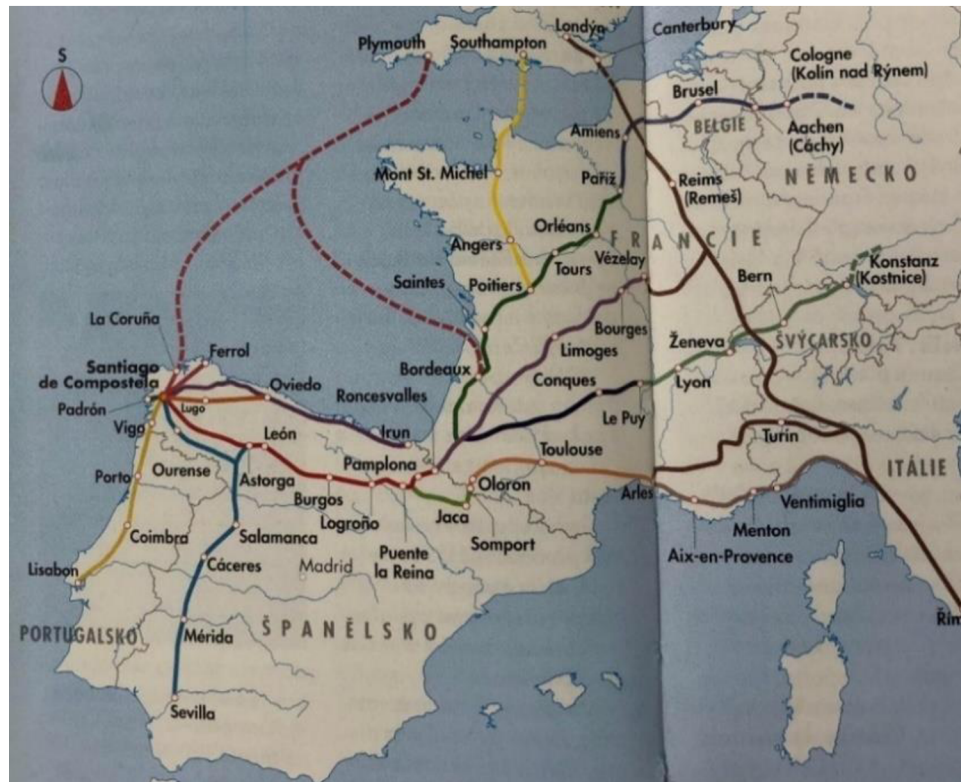 Londýn
Canterbury
Plymouth
Southampton
S
Cologne
(Kolín nad Rýnem)
Brusel
BELGIE
Aachen
(Cáchy)
Amiens
NĚMECKO
Mont St. Michel
Paříž
Reims
(Remeš)
Orléans
FRANCIE
Angers
Tours
Vézelay
Konstanz
(Kostnice)
Bern
Saintes
Poitiers
Bourges
La Coruña
Ferrol
Limoges
Ženeva
ŠVÝCARSKO
Santiago
de Compostela
Oviedo
Bordeaux
Lyon
Conques
Roncesvalles
Padrón
Lugo
Le Puy
Vigo
León
Irun
Turín
Toulouse
ITÁLIE
Pamplona
Porto
Ourense
Astorga
Oloron
Burgos
Arles
Ventimiglia
Logroño
Jaca
Menton
Coimbra
Salamanca
Somport
Puente
la Reina
Aix-en-Provence
Cáceres
Madrid
Lisabon
Řím
PORTUGALSKO
ŠPANĚLSKO
Mérida
Sevilla